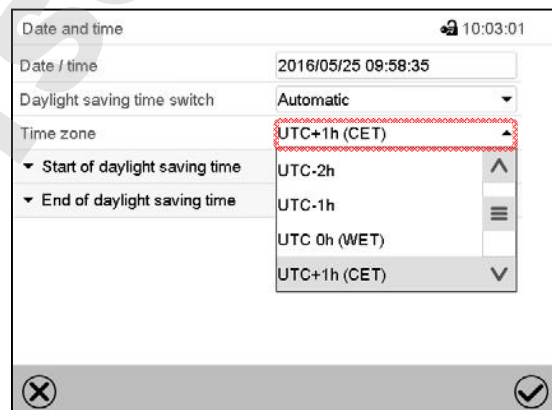 Date and time 10:03:01
Date / time 2016/05/25 09:58:35
Daylight saving time switch Automatic
Time zone UTC+1h (CET)
Start of daylight saving time UTC-2h
End of daylight saving time UTC-1h
UTC 0h (WET)
UTC+1h (CET)